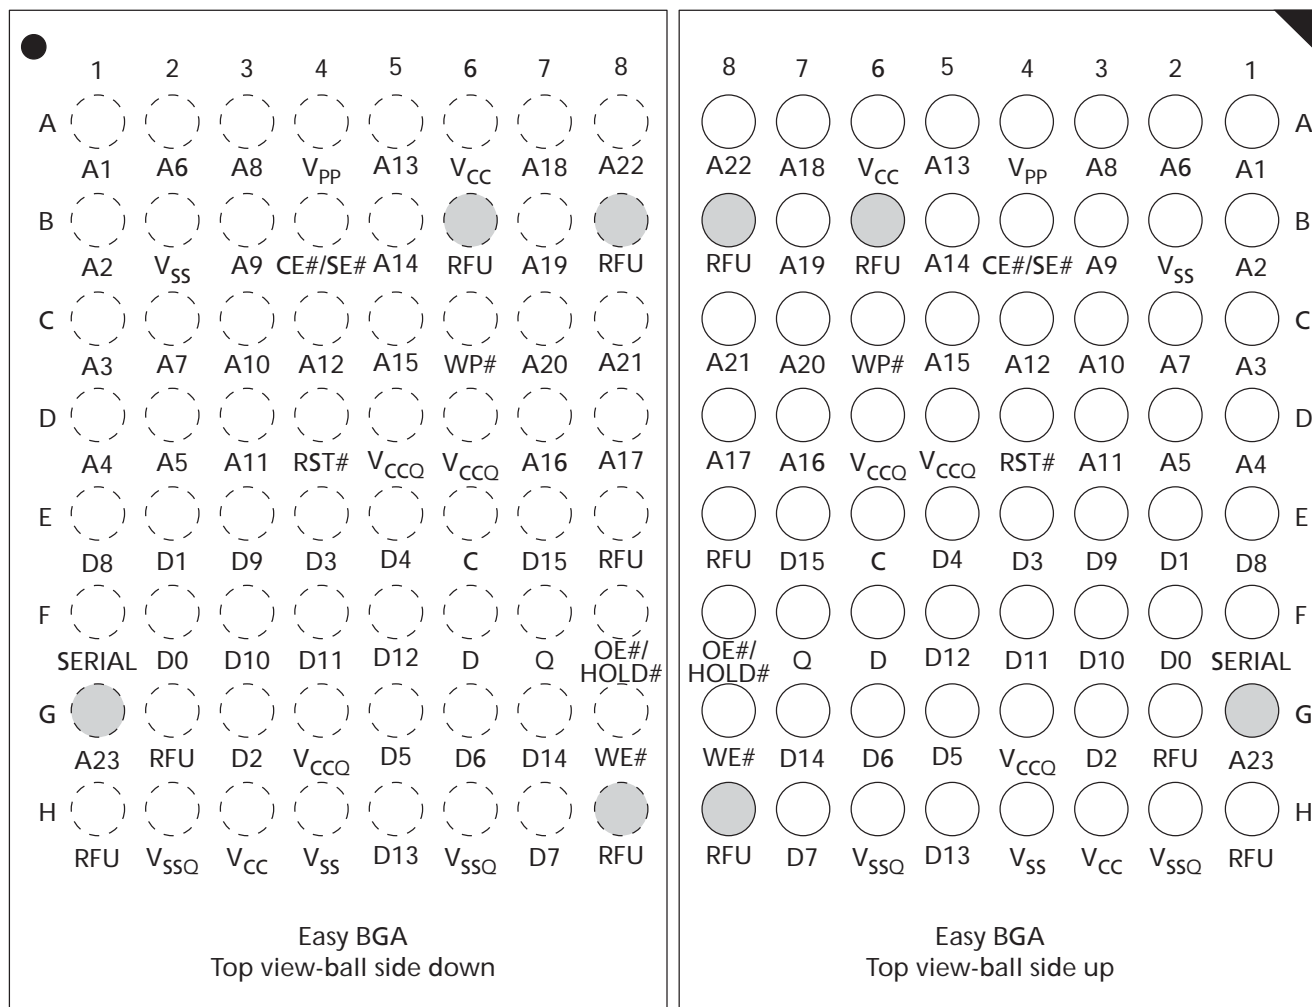 1 2 3 4 5 6 7 8
A
A1 A6 A8 VPP A13 VCC A18 A22
B
A2 VSS A9 CE#/SE# A14 RFU A19 RFU
C
A3 A7 A10 A12 A15 WP# A20 A21
D
A4 A5 A11 RST# VCCQ VCCQ A16 A17
E
D8 D1 D9 D3 D4 C D15 RFU
F
SERIAL D0 D10 D11 D12 D Q OE#/
HOLD#
G
A23 RFU D2 VCCQ D5 D6 D14 WE#
H
RFU VSSQ VCC VSS D13 VSSQ D7 RFU
Easy BGA
Top view-ball side down
8 7 6 5 4 3 2 1
A
A22 A18 VCC A13 VPP A8 A6 A1
B
RFU A19 RFU A14 CE#/SE# A9 VSS A2
C
A21 A20 WP# A15 A12 A10 A7 A3
D
A17 A16 VCCQ VCCQ RST# A11 A5 A4
E
RFU D15 C D4 D3 D9 D1 D8
F
OE#/
HOLD# Q D D12 D11 D10 D0 SERIAL
G
WE# D14 D6 D5 VCCQ D2 RFU A23
H
RFU D7 VSSQ D13 VSS VCC VSSQ RFU
Easy BGA
Top view-ball side up